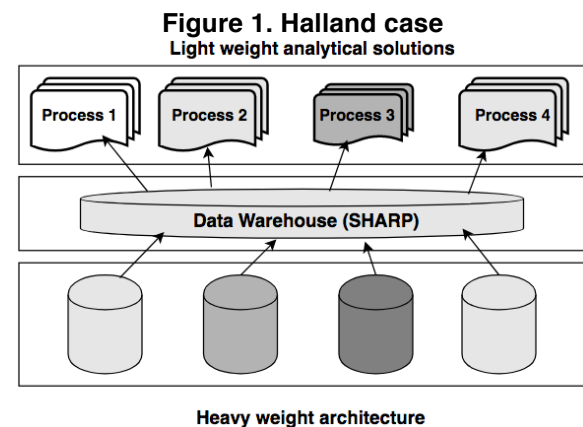 Figure 1. Halland case
Light weight analytical solutions
Process 1
Process 2
Process 3
Process 4
Data Warehouse (SHARP)
Heavy weight architecture